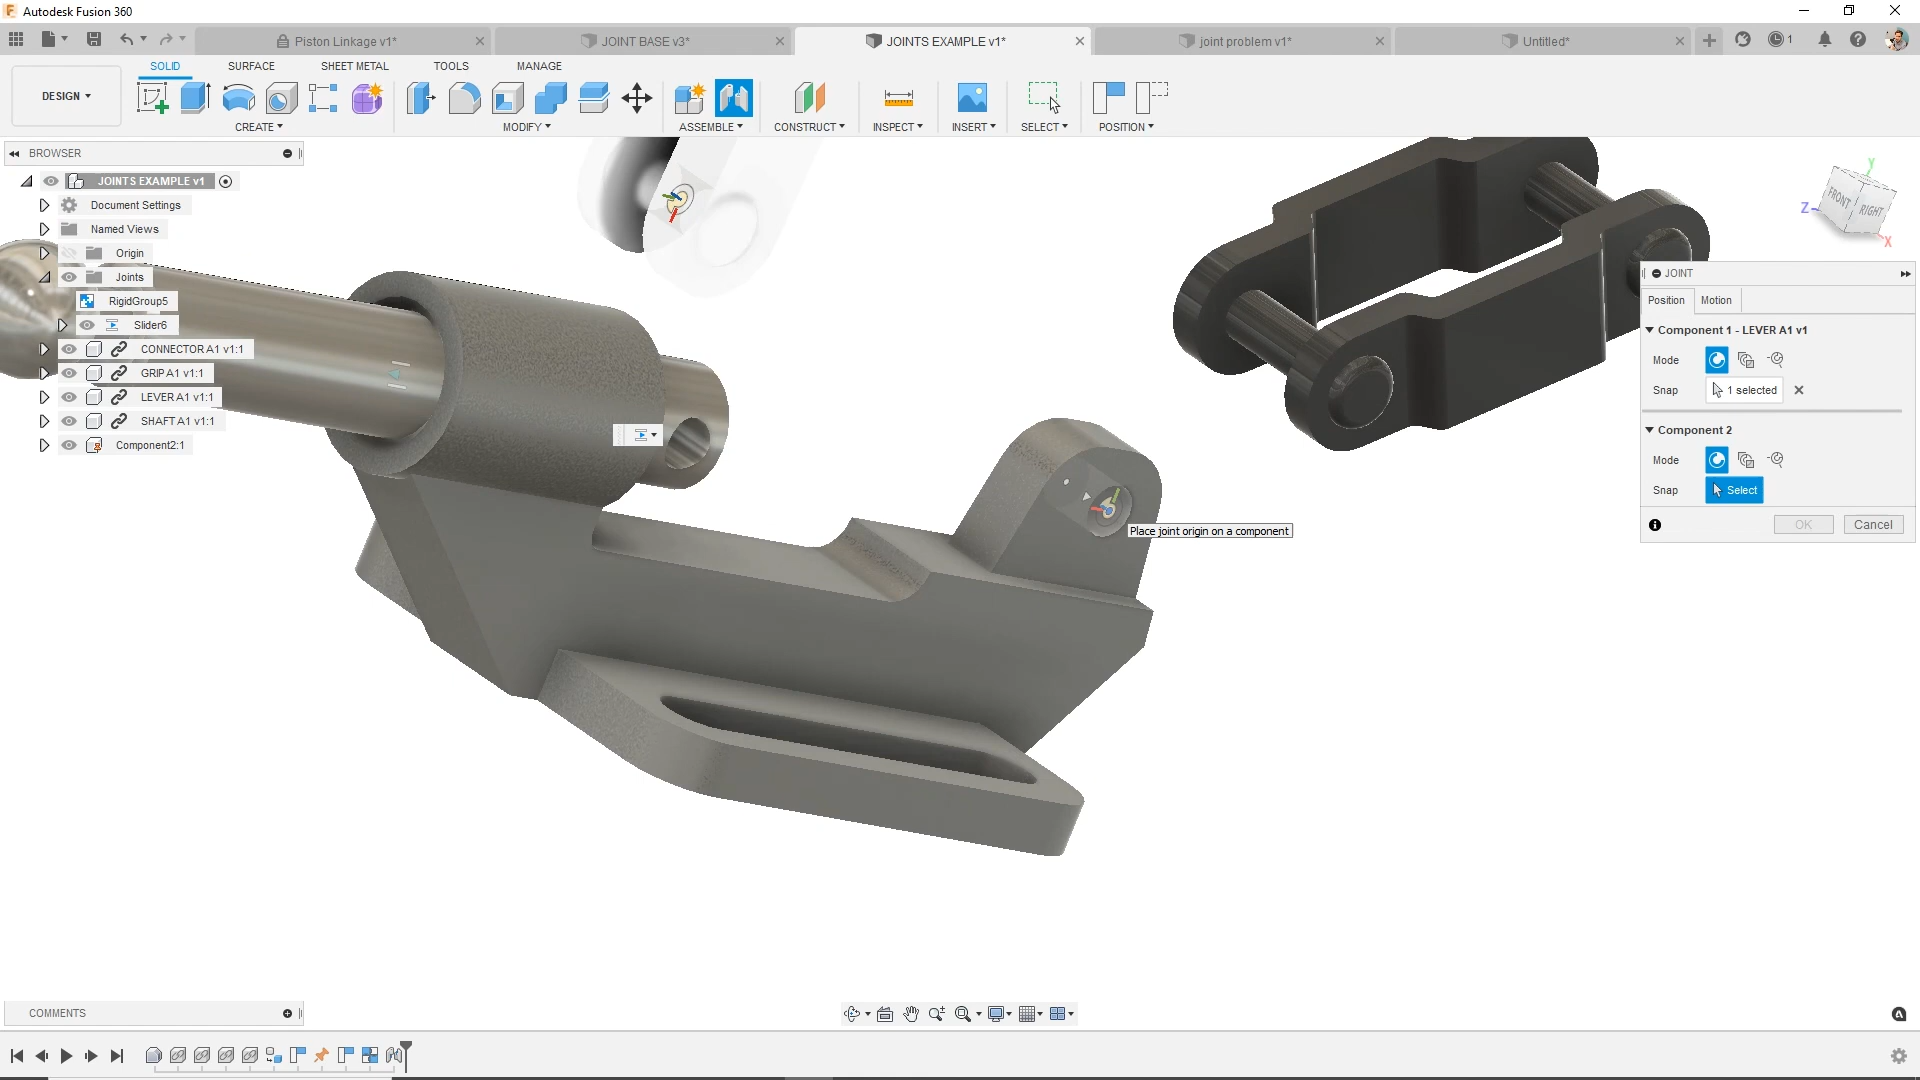 Autodesk Fusion 360
Piston Linkage v1*
JOINT BASE v3*
JOINTS EXAMPLE v1*
joint problem v1*
Untitled*
1
DESIGN
SOLID
SURFACE
SHEET METAL
TOOLS
MANAGE
CREATE
MODIFY
ASSEMBLE
CONSTRUCT
INSPECT
INSERT
SELECT
POSITION
BROWSER
JOINTS EXAMPLE v1
Document Settings
Named Views
Origin
Joints
RigidGroup5
Slider6
CONNECTOR A1 v1:1
GRIP A1 v1:1
LEVER A1 v1:1
SHAFT A1 v1:1
Component2:1
Place joint origin on a component
Y
FRONT
RIGHT
Z
X
JOINT
Position
Motion
Component 1 - LEVER A1 v1
Mode
Snap
1 selected
Component 2
Mode
Snap
Select
OK
Cancel
COMMENTS